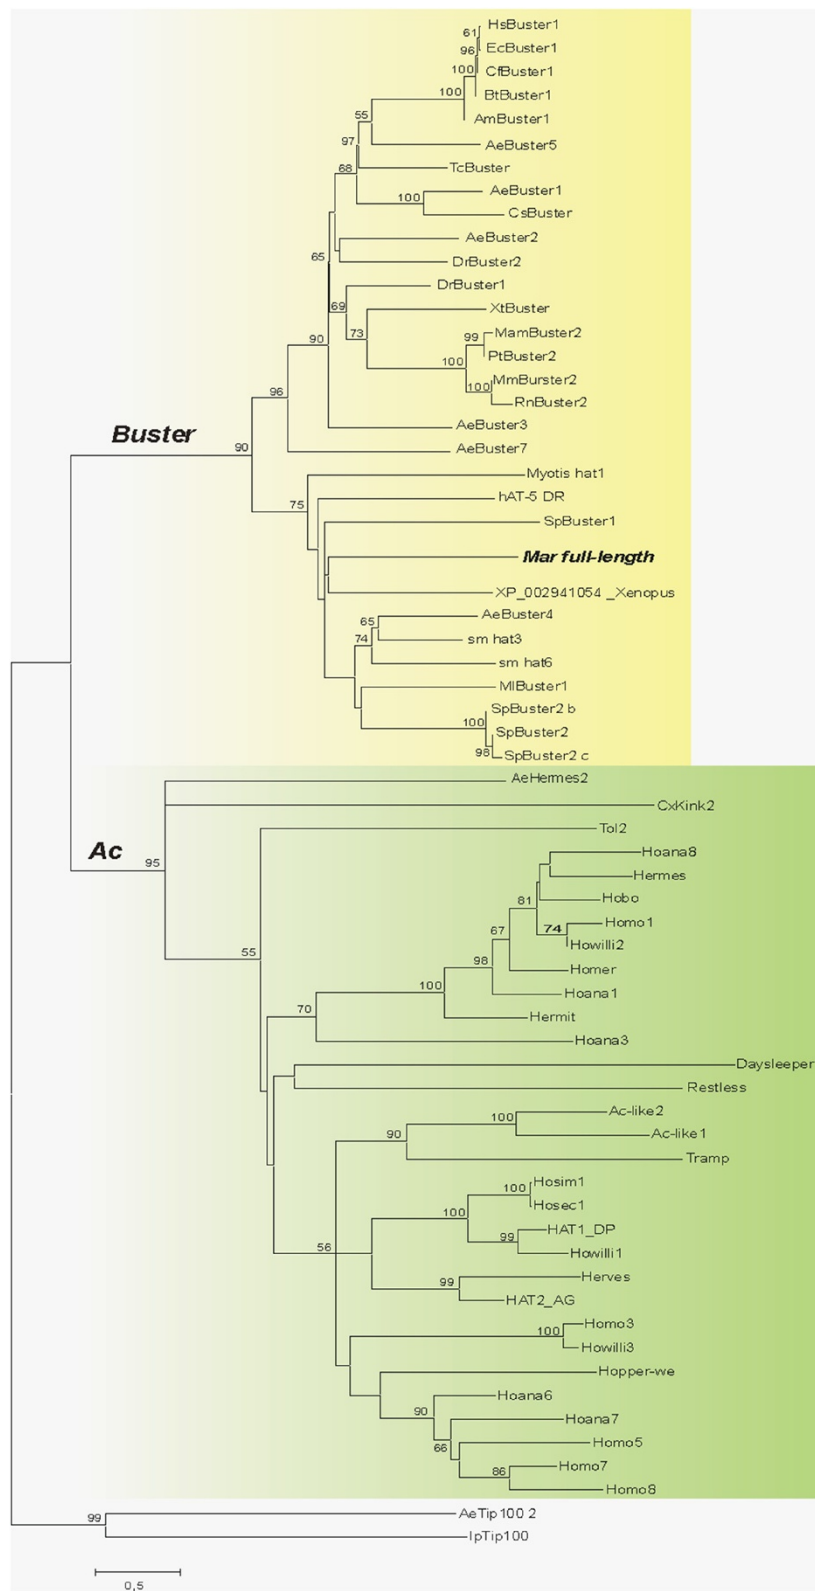 HsBuster1
61
EcBuster1
96
CfBuster1
100
BtBuster1
100
AmBuster1
55
AeBuster5
97
TcBuster
68
AeBuster1
100
CsBuster
AeBuster2
65
DrBuster2
DrBuster1
69
XtBuster
73
MamBuster2
99
PtBuster2
90
100
MmBurster2
100
RnBuster2
96
AeBuster3
Buster
90
AeBuster7
Myotis hat1
75
hAT-5 DR
SpBuster1
Mar full-length
XP_002941054 _Xenopus
AeBuster4
65
sm hat3
74
sm hat6
MlBuster1
SpBuster2 b
100
SpBuster2
98
SpBuster2 c
AeHermes2
CxKink2
Tol2
Ac
95
Hoana8
Hermes
81
Hobo
Homo1
74
67
Howilli2
55
98
Homer
100
Hoana1
70
Hermit
Hoana3
Daysleeper
Restless
Ac-like2
100
90
Ac-like1
Tramp
Hosim1
100
Hosec1
100
HAT1_DP
99
56
Howilli1
Herves
99
HAT2_AG
Homo3
100
Howilli3
Hopper-we
Hoana6
90
Hoana7
66
Homo5
Homo7
86
Homo8
AeTip100 2
99
IpTip100
0,5